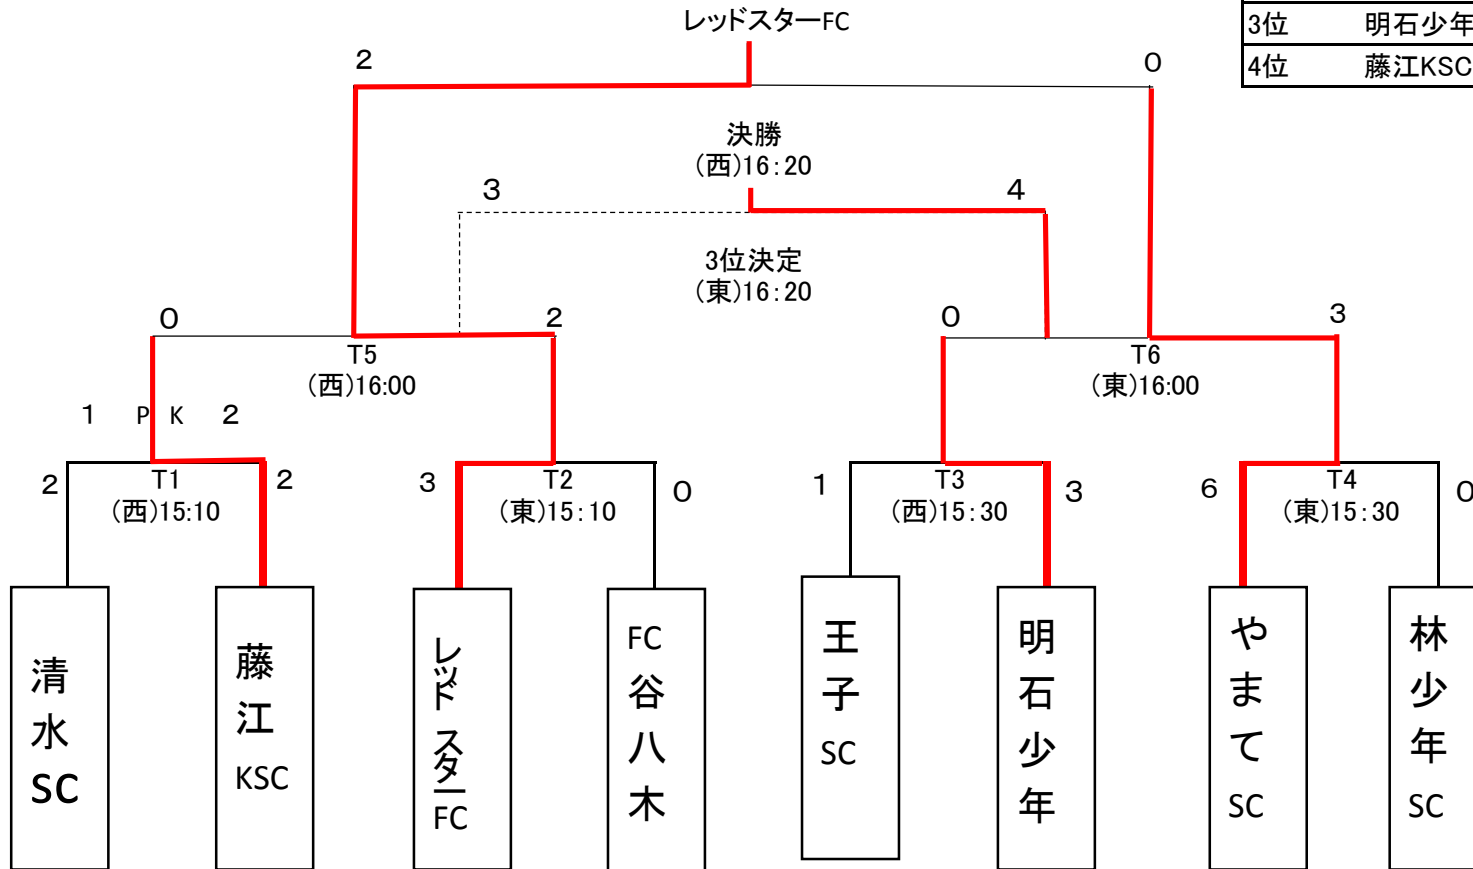 レッドスターFC
3位 明石少年
4位 藤江KSC
2 0
決勝
(西)16:20
3 4
3位決定
(東)16:20
0 2 0 3
T5 T6
(西)16:00 (東)16:00
1 PK 2
2 T1 2 3 T2 0 1 T3 3 6 T4 0
(西)15:10 (東)15:10 (西)15:30 (東)15:30
清水SC
藤江KSC
レッドスターFC
FC谷八木
王子SC
明石少年
やまてSC
林少年SC